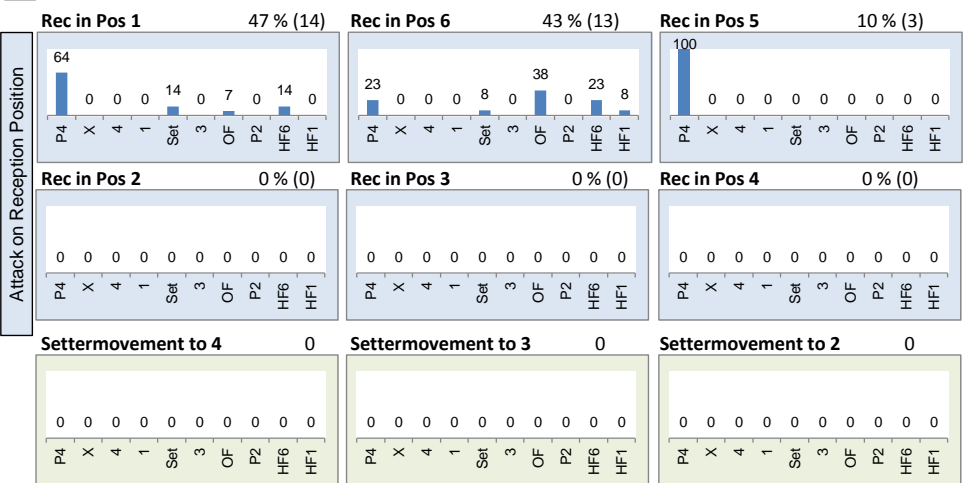 Attack on Reception Position
Rec in Pos 1 47 % (14)
64 0 0 0 14 0 7 0 14 0
P4 X 4 1 Set 3 OF P2 HF6 HF1
Rec in Pos 6 43 % (13)
23 0 0 0 8 0 38 0 23 8
P4 X 4 1 Set 3 OF P2 HF6 HF1
Rec in Pos 5 10 % (3)
100 0 0 0 0 0 0 0 0 0
P4 X 4 1 Set 3 OF P2 HF6 HF1
Rec in Pos 2 0 % (0)
0 0 0 0 0 0 0 0 0 0
P4 X 4 1 Set 3 OF P2 HF6 HF1
Rec in Pos 3 0 % (0)
0 0 0 0 0 0 0 0 0 0
P4 X 4 1 Set 3 OF P2 HF6 HF1
Rec in Pos 4 0 % (0)
0 0 0 0 0 0 0 0 0 0
P4 X 4 1 Set 3 OF P2 HF6 HF1
Settermovement to 4 0
0 0 0 0 0 0 0 0 0 0
P4 X 4 1 Set 3 OF P2 HF6 HF1
Settermovement to 3 0
0 0 0 0 0 0 0 0 0 0
P4 X 4 1 Set 3 OF P2 HF6 HF1
Settermovement to 2 0
0 0 0 0 0 0 0 0 0 0
P4 X 4 1 Set 3 OF P2 HF6 HF1